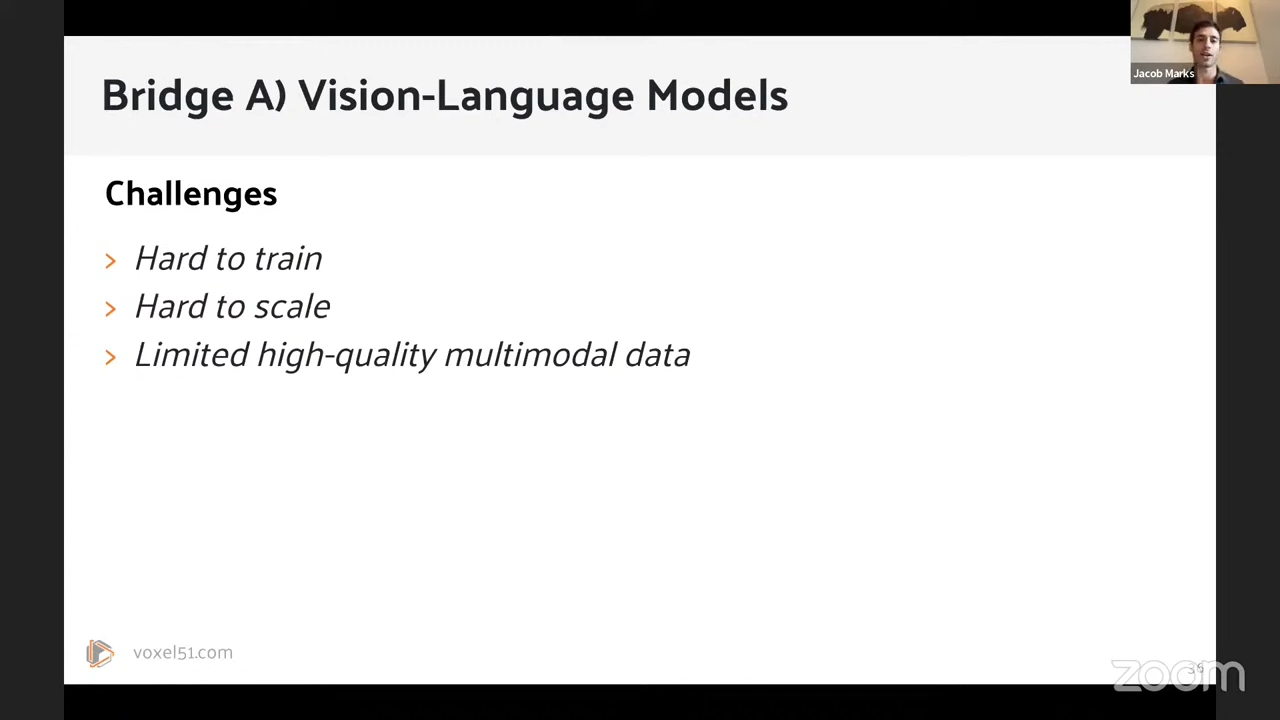 Bridge A) Vision-Language Models
Jacob Marks
Challenges
> Hard to train
> Hard to scale
> Limited high-quality multimodal data
voxel51.com
zoom